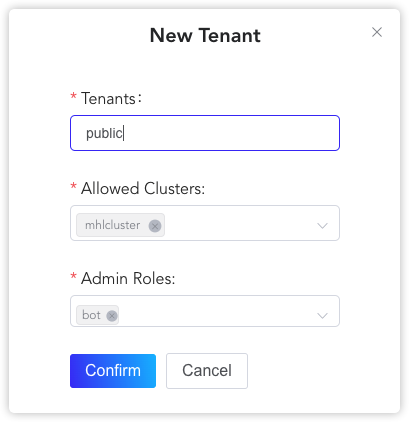 New Tenant
* Tenants:
public
* Allowed Clusters:
mhlcluster
* Admin Roles:
bot
Confirm Cancel